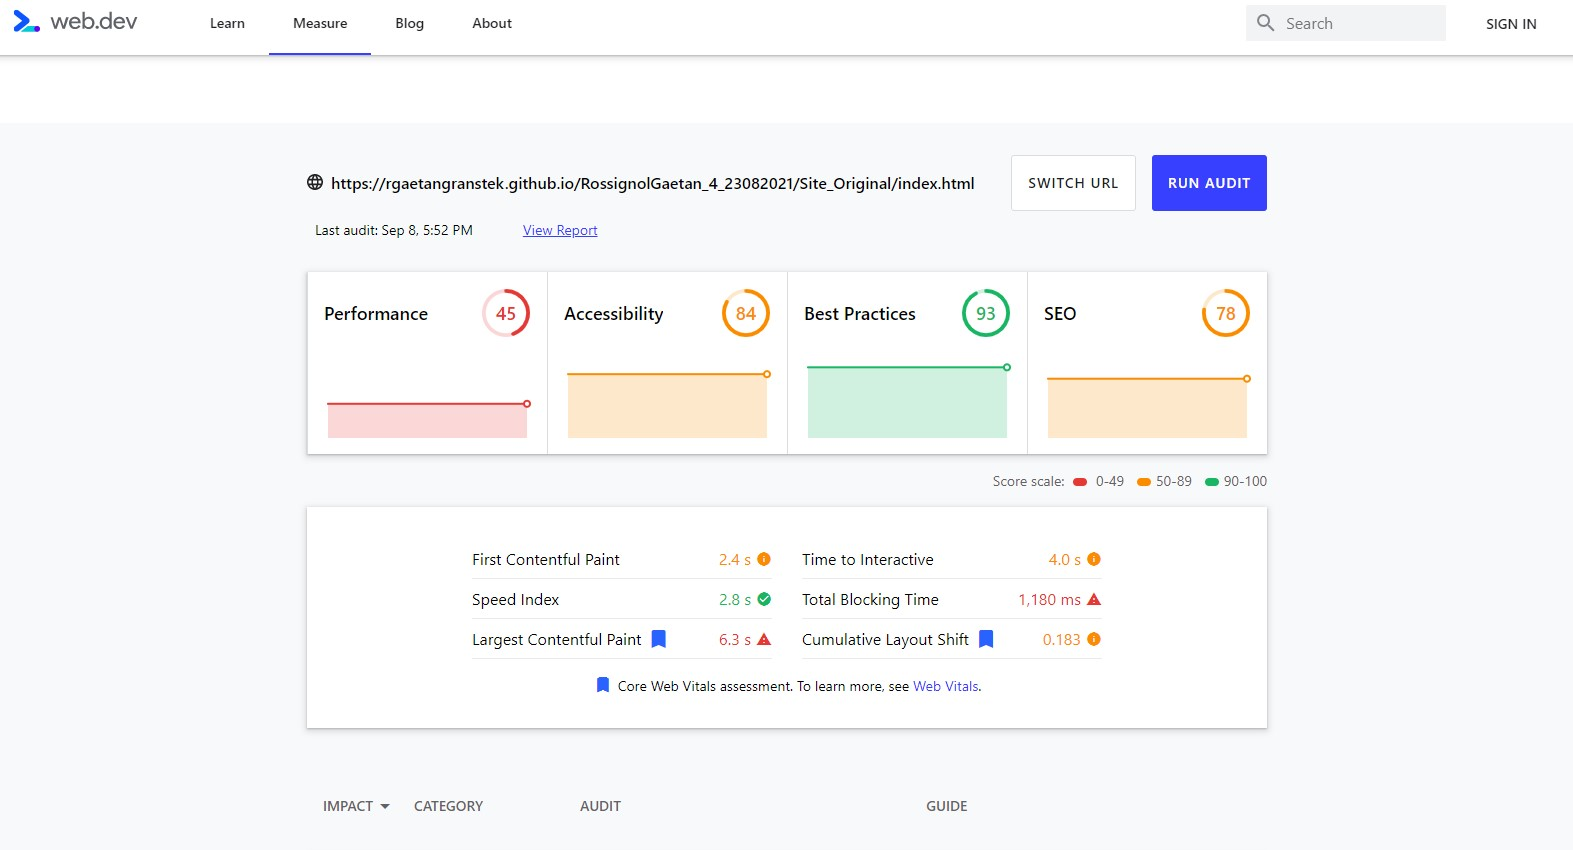 web.dev Learn Measure Blog About Search SIGN IN
https://rgaetangranstek.github.io/RossignolGaetan_4_23082021/Site_Original/index.html SWITCH URL RUN AUDIT
Last audit: Sep 8, 5:52 PM View Report
Performance 45 Accessibility 84 Best Practices 93 SEO 78
Score scale: 0-49 50-89 90-100
First Contentful Paint 2.4 s Time to Interactive 4.0 s
Speed Index 2.8 s Total Blocking Time 1,180 ms
Largest Contentful Paint 6.3 s Cumulative Layout Shift 0.183
Core Web Vitals assessment. To learn more, see Web Vitals.
IMPACT CATEGORY AUDIT GUIDE